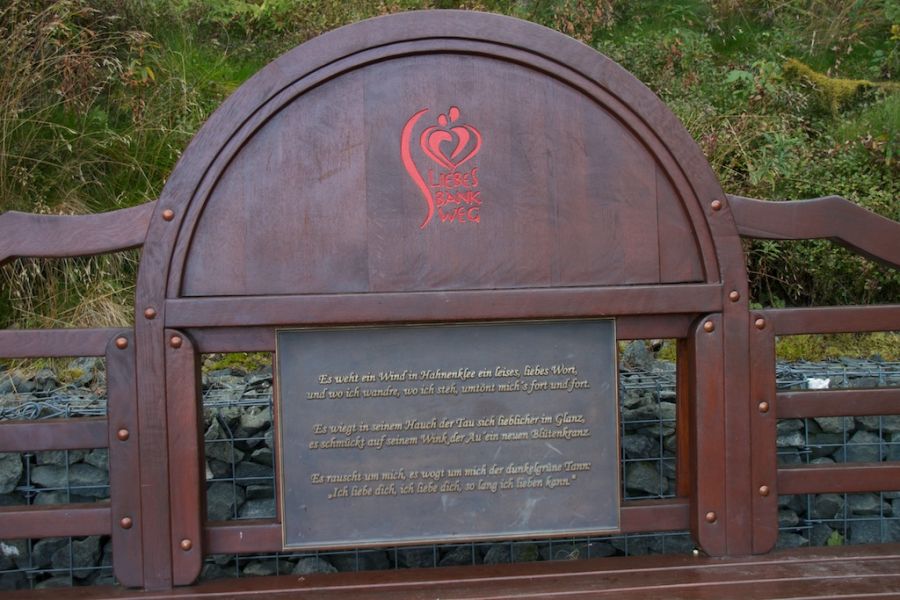 LIEBES
BANK
WEG
Es weht ein Wind in Hahnenklee ein leises, liebes Wort,
und wo ich wandre, wo ich steh, umtönt mich's fort und fort.
Es wiegt in seinem Hauch der Tau sich lieblicher im Glanz,
es schmückt auf seinem Wink der Au ein neuen Blütenkranz.
Es rauscht um mich, es wogt um mich der dunkelgrüne Tann:
„Ich liebe dich, ich liebe dich, so lang ich lieben kann."